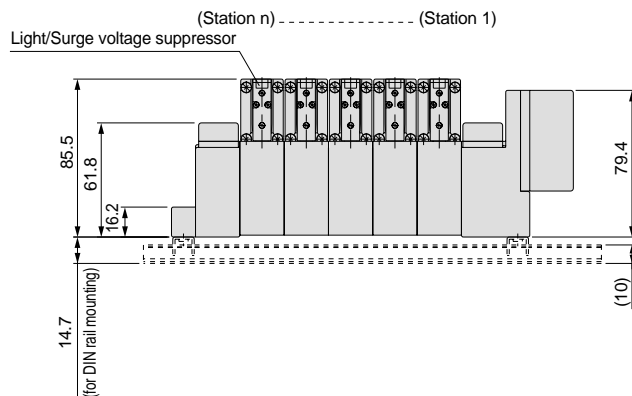 (Station n) (Station 1)
Light/Surge voltage suppressor
85.5
61.8
16.2
79.4
14.7
(for DIN rail mounting)
(10)